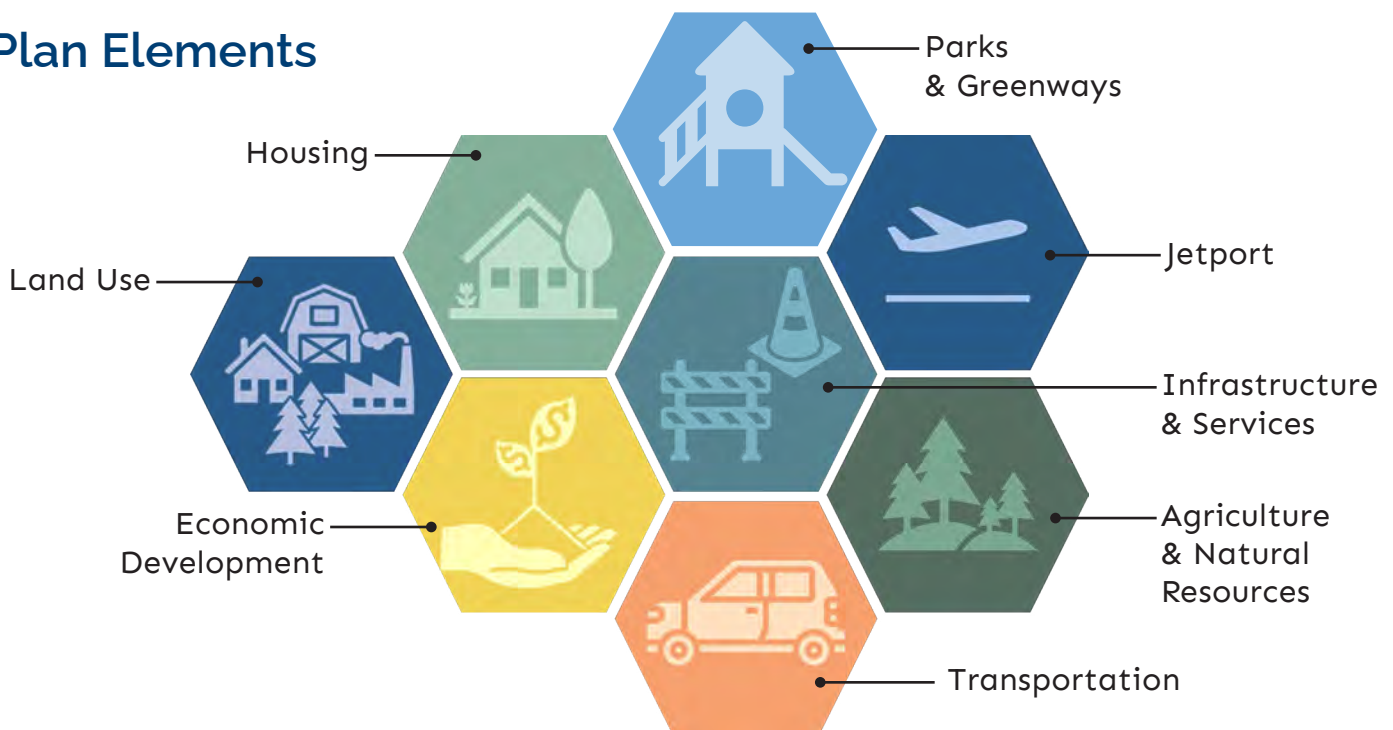 Plan Elements
Parks
& Greenways
Housing
Jetport
Land Use
Infrastructure
& Services
Economic
Development
Agriculture
& Natural
Resources
Transportation
$
$